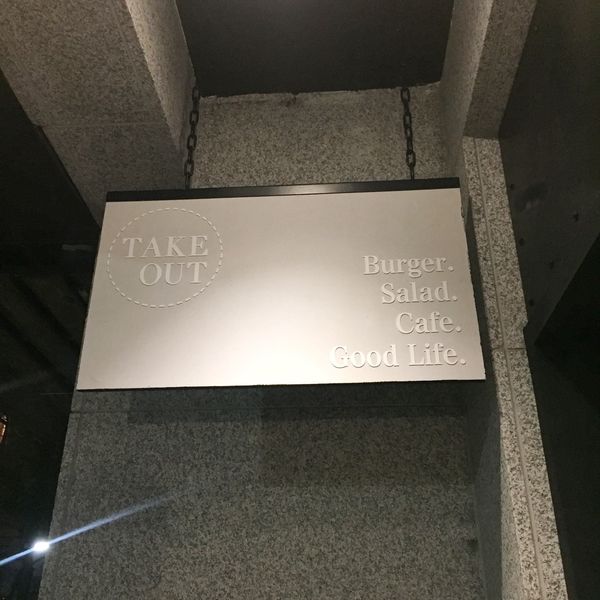 TAKE
OUT
Burger.
Salad.
Cafe.
Good Life.